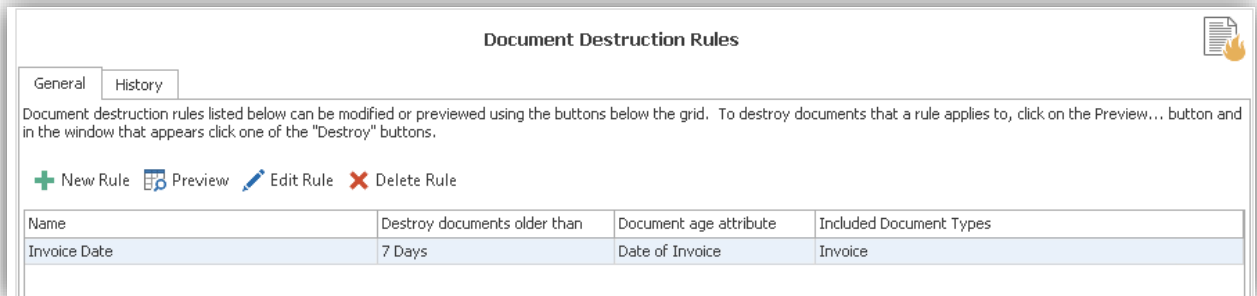 Document Destruction Rules
General History
Document destruction rules listed below can be modified or previewed using the buttons below the grid. To destroy documents that a rule applies to, click on the Preview... button and
in the window that appears click one of the "Destroy" buttons.
New Rule Preview Edit Rule Delete Rule
Name Destroy documents older than Document age attribute Included Document Types
Invoice Date 7 Days Date of Invoice Invoice